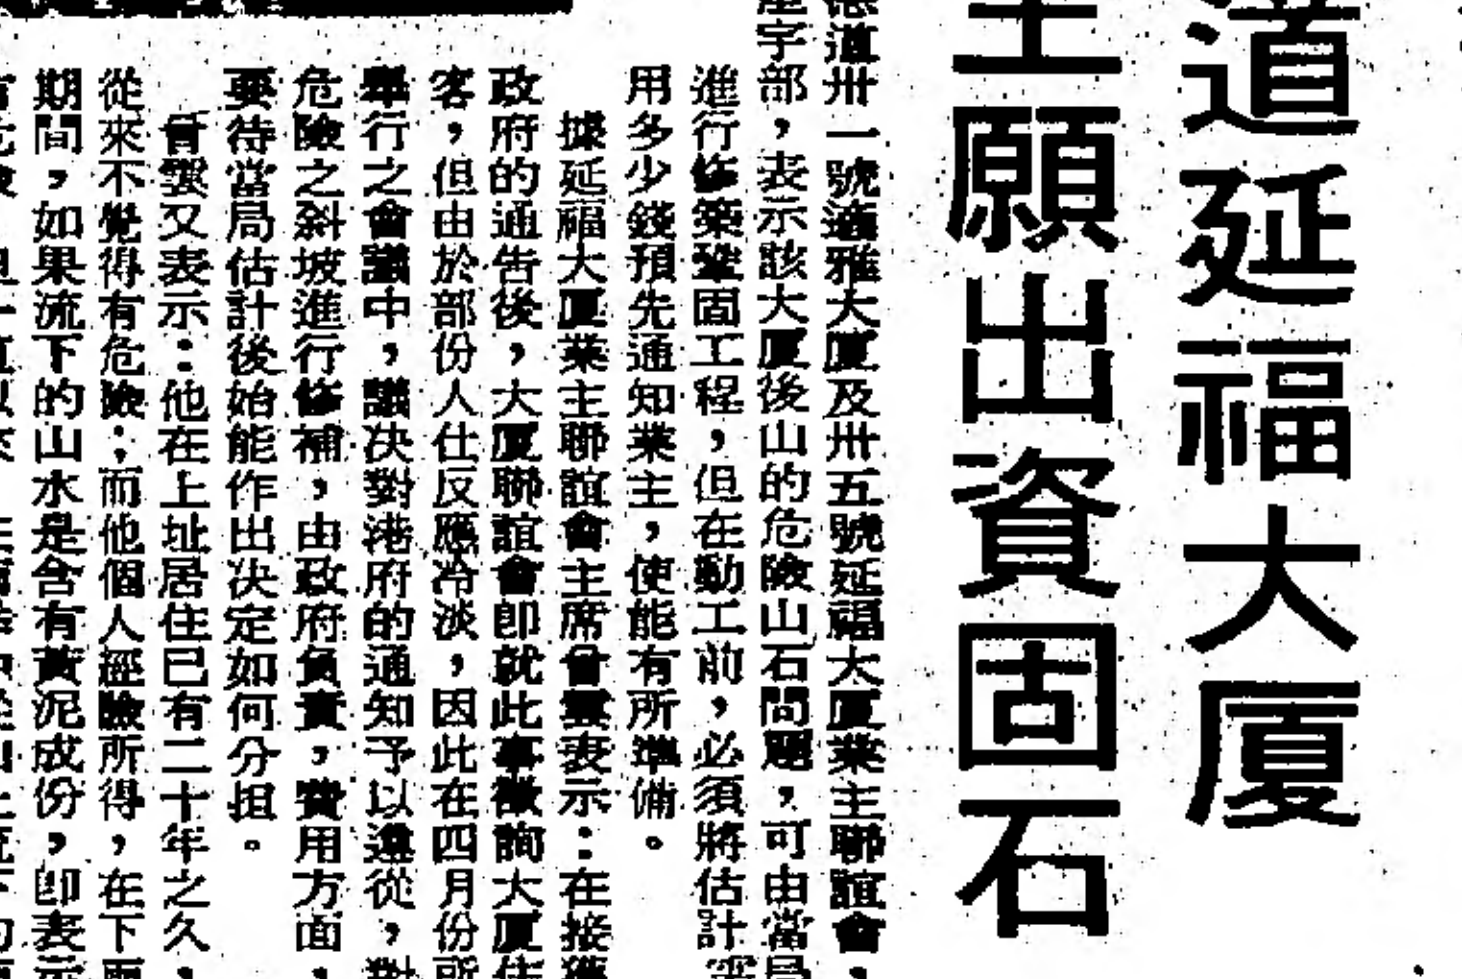 道延福大厦
主願出資固石
道卅一號適雅大厦及卅五號延福大厦業主聯誼會，
字部，表示該大厦後山的危險山石問題，可由當局
進行修築鞏固工程，但在動工前，必須將估計需
用多少錢預先通知業主，使能有所準備。
據延福大厦業主聯誼會主席曾雲表示：在接獲
政府的通告後，大厦聯誼會卽就此事徵詢大厦住
客，但由於部份人仕反應冷淡，因此在四月份所
舉行之會議中，議决對港府的通知予以遵從，對
危險之斜坡進行修補，由政府負責，費用方面，
要待當局估計後始能作出决定如何分担。
曾雲又表示：他在上址居住已有二十年之久，
從來不覺得有危險；而他個人經驗所得，在下雨
期間，如果流下的山水是含有黃泥成份，卽表示